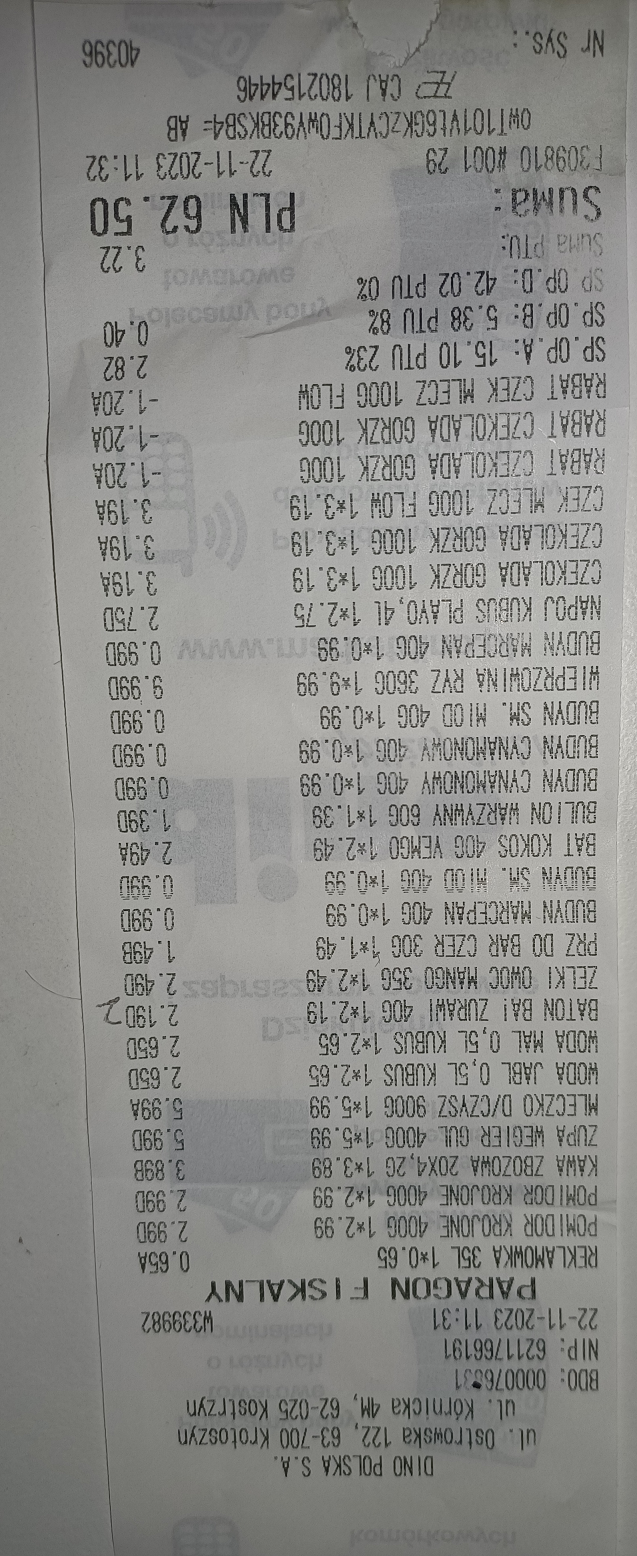 DINO POLSKA S.A.
ul. Ostrowska 122, 63-700 Krotoszyn
ul. Kórnicka 4M, 62-025 Kostrzyn
BDO:
NIP: 6211766191
22-11-2023 11:31 W339982
PARAGON FISKALNY
REKLAMOWKA 35L 1*0.65 0.65A
POMIDOR KROJONE 400G 1*2.99 2.99D
POMIDOR KROJONE 400G 1*2.99 2.99D
KAWA ZBOZOWA 20X4,2G 1*3.89 3.89B
ZUPA WEGIER GUL 400G 1*5.99 5.99D
MLECZKO D/CZYSZ 900G 1*5.99 5.99A
WODA JABL 0,5L KUBUS 1*2.65 2.65D
WODA MAL 0,5L KUBUS 1*2.65 2.65D
BATON BA! ZURAWI 40G 1*2.19 2.19D
ZELKI OWOC MANGO 35G 1*2.49 2.49D
PRZ DO BAR CZER 30G 1*1.49 1.49B
BUDYN MARCEPAN 40G 1*0.99 0.99D
BUDYN SM. MIOD 40G 1*0.99 0.99D
BAT KOKOS 40G VEMGO 1*2.49 2.49A
BULION WARZYWNY 60G 1*1.39 1.39D
BUDYN CYNAMONOWY 40G 1*0.99 0.99D
BUDYN CYNAMONOWY 40G 1*0.99 0.99D
BUDYN SM. MIOD 40G 1*0.99 0.99D
WIEPRZOWINA RYZ 360G 1*9.99 9.99D
BUDYN MARCEPAN 40G 1*0.99 0.99D
NAPOJ KUBUS PLAYO,4L 1*2.75 2.75D
CZEKOLADA GORZK 100G 1*3.19 3.19A
CZEKOLADA GORZK 100G 1*3.19 3.19A
CZEK MLECZ 100G FLOW 1*3.19 3.19A
RABAT CZEKOLADA GORZK 100G -1.20A
RABAT CZEKOLADA GORZK 100G -1.20A
RABAT CZEK MLECZ 100G FLOW -1.20A
SP.OP.A: 15.10 PTU 23% 2.82
SP.OP.B: 5.38 PTU 8% 0.40
SP.OP.D: 42.02 PTU 0%
Suma PTU: 3.22
Suma: PLN 62.50
F309810 #001 29 22-11-2023 11:32
OWT101Vt6GKZCYTKFOWY93BKSB4= AB
CAJ 1802154446
Nr Sys.: 40396